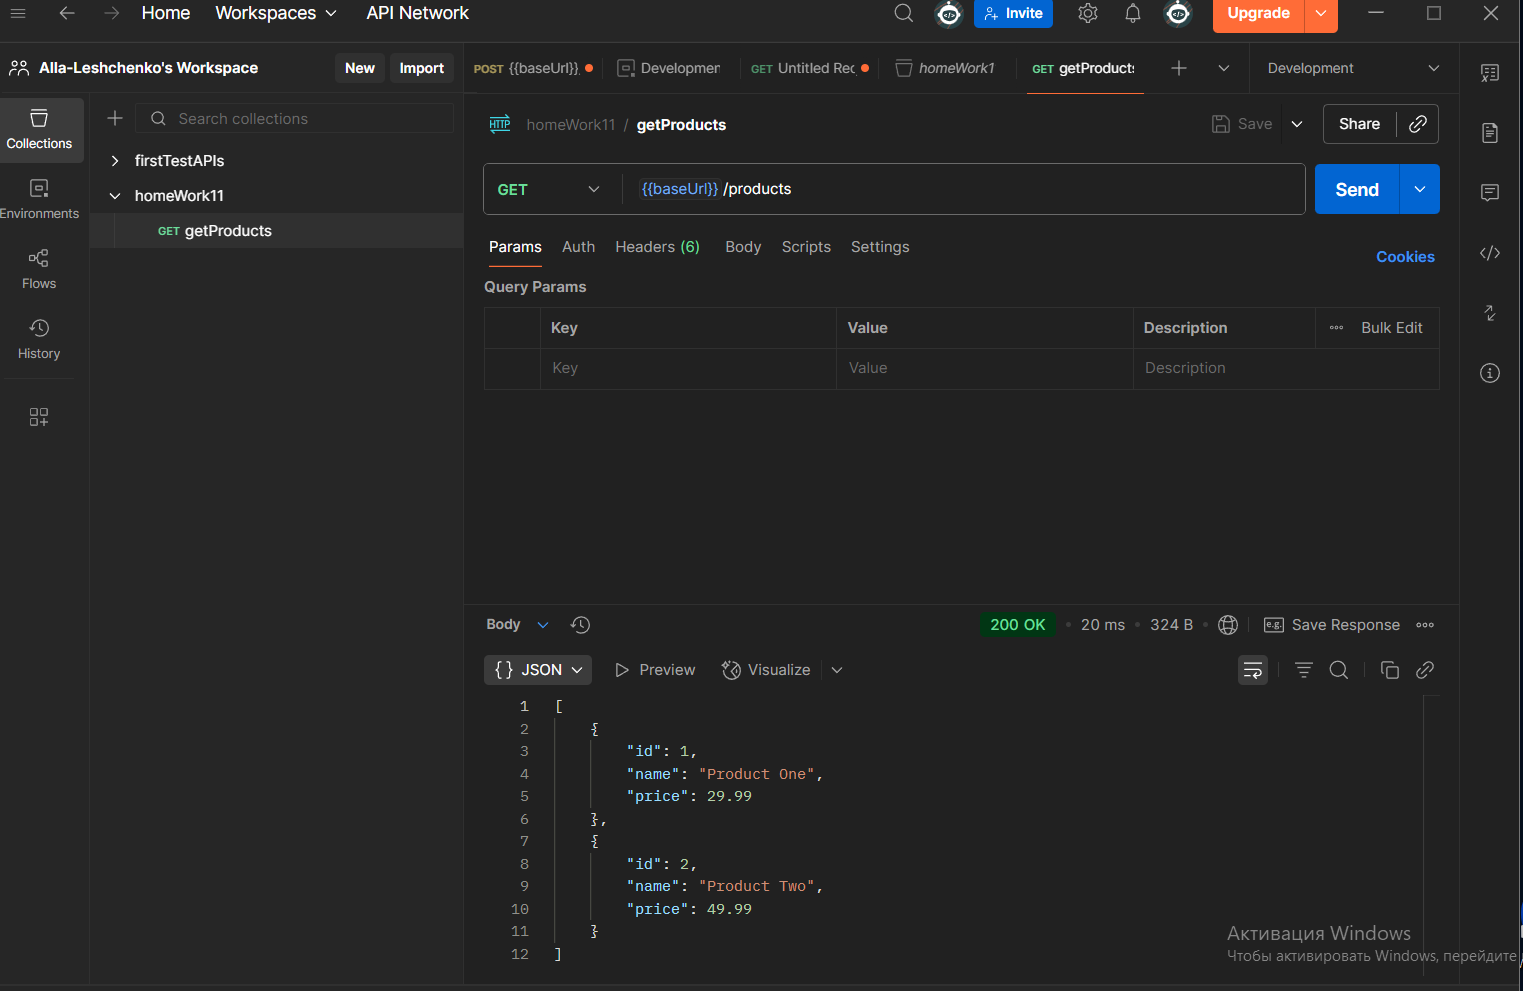 Home Workspaces API Network Invite Upgrade
Alla-Leshchenko's Workspace New Import
POST {{baseUrl}}, Developmen GET Untitled Rec homeWork1 GET getProducts Development
Collections
Environments
Flows
History
Search collections
firstTestAPIs
homeWork11
GET getProducts
HTTP homeWork11 / getProducts Save Share
GET {{baseUrl}} /products Send
Params Auth Headers (6) Body Scripts Settings Cookies
Query Params
Key Value Description Bulk Edit
Key Value Description
Body 200 OK • 20 ms • 324 B • e.g. Save Response
{} JSON Preview Visualize
1 [
2 {
3 "id": 1,
4 "name": "Product One",
5 "price": 29.99
6 },
7 {
8 "id": 2,
9 "name": "Product Two",
10 "price": 49.99
11 }
12 ]
Активация Windows
Чтобы активировать Windows, перейдите